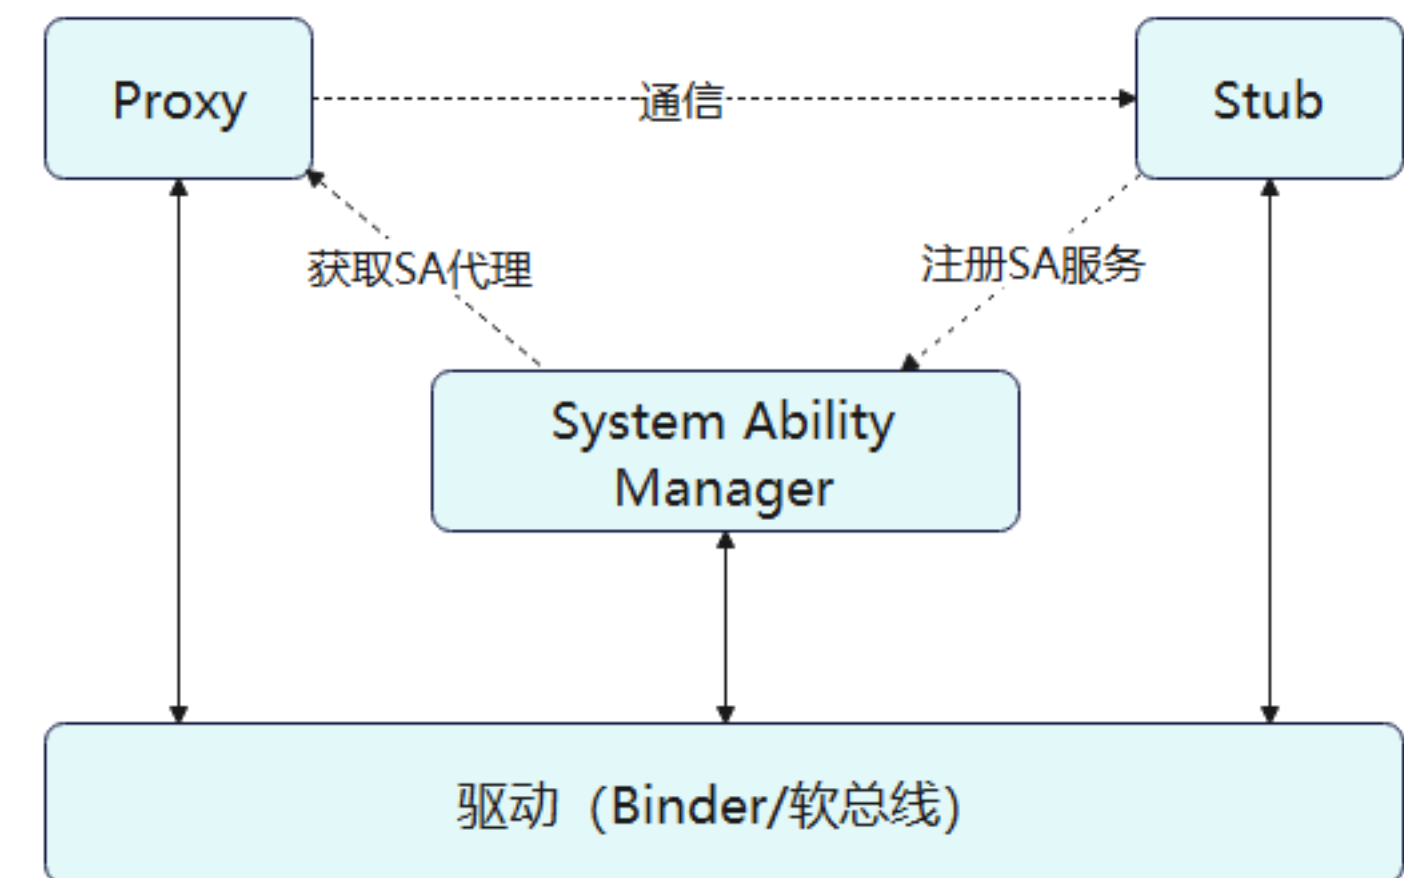 Proxy
通信
Stub
获取SA代理
注册SA服务
System Ability
Manager
驱动（Binder/软总线）